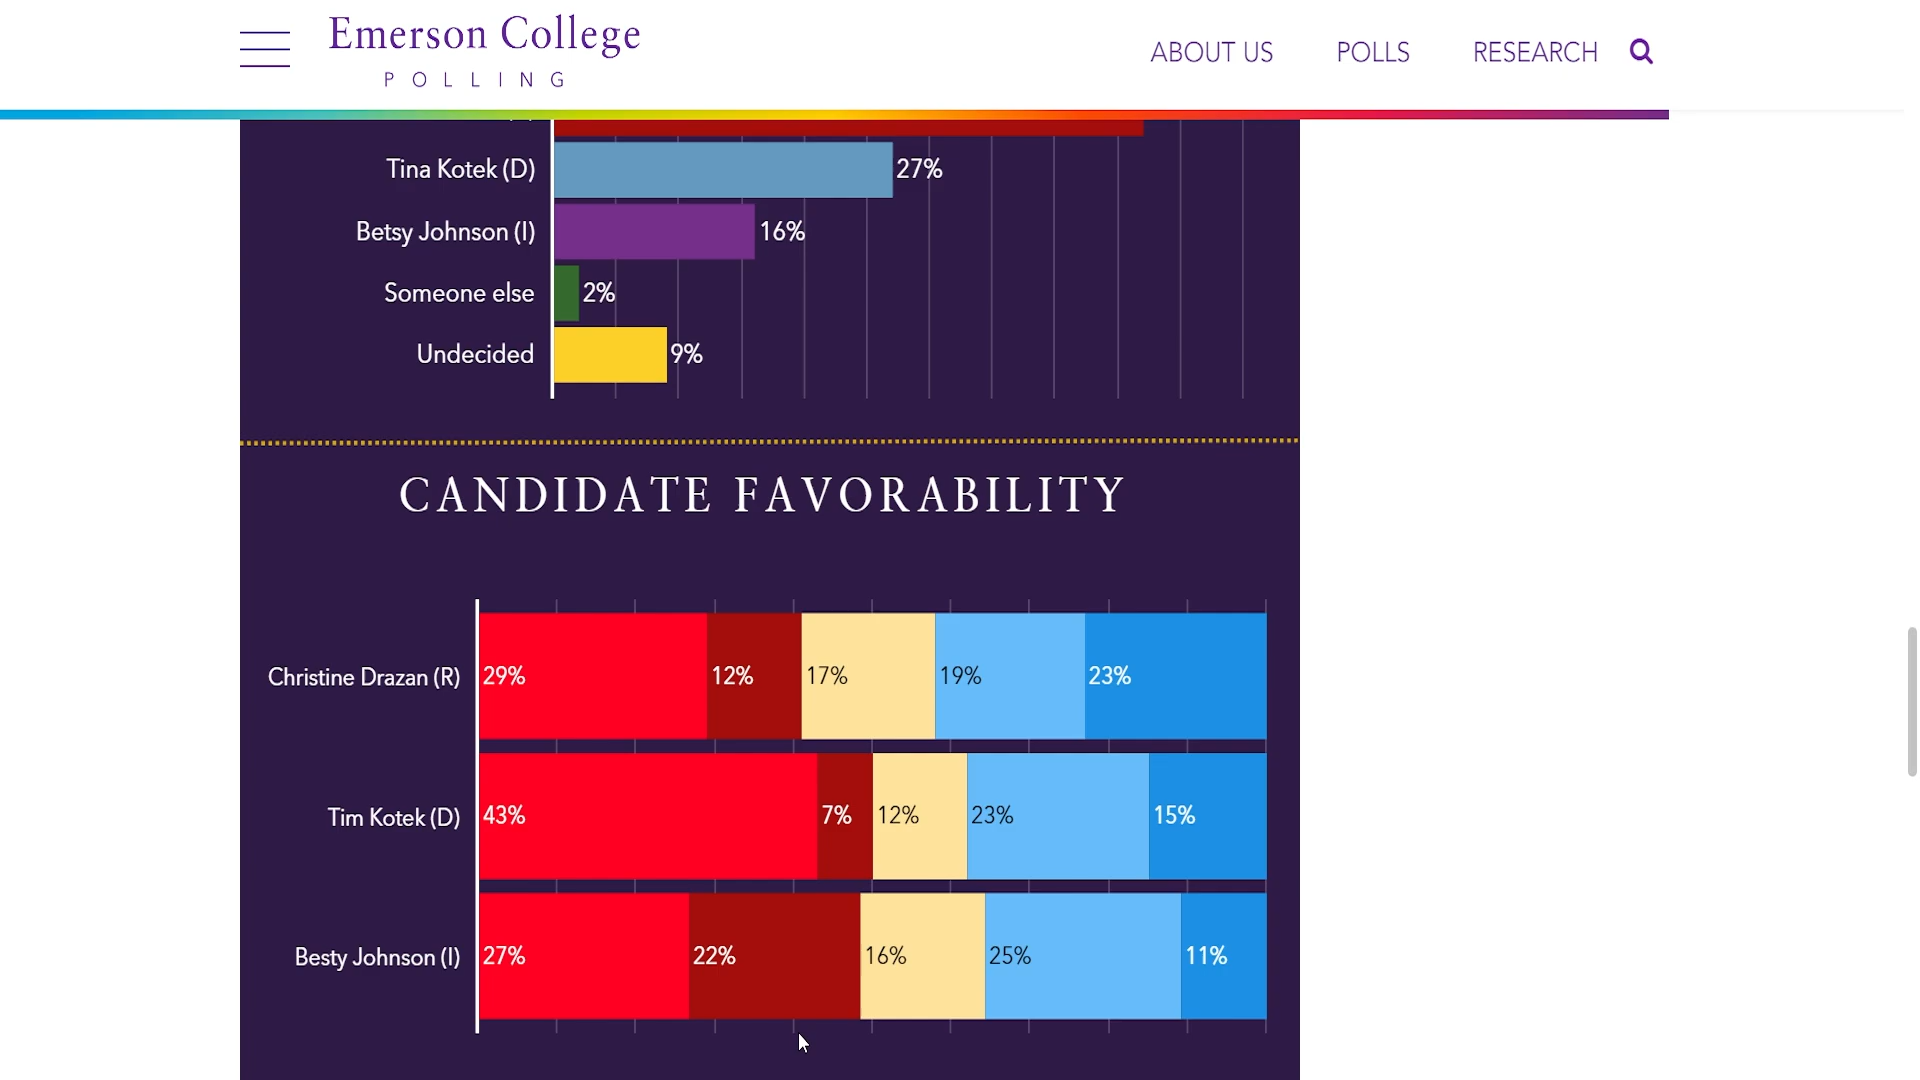 Emerson College
POLLING
ABOUT US
POLLS
RESEARCH
Tina Kotek (D)
27%
Betsy Johnson (I)
16%
Someone else
2%
Undecided
9%
CANDIDATE FAVORABILITY
Christine Drazan (R)
29%
12%
17%
19%
23%
Tim Kotek (D)
43%
7%
12%
23%
15%
Besty Johnson (I)
27%
22%
16%
25%
11%